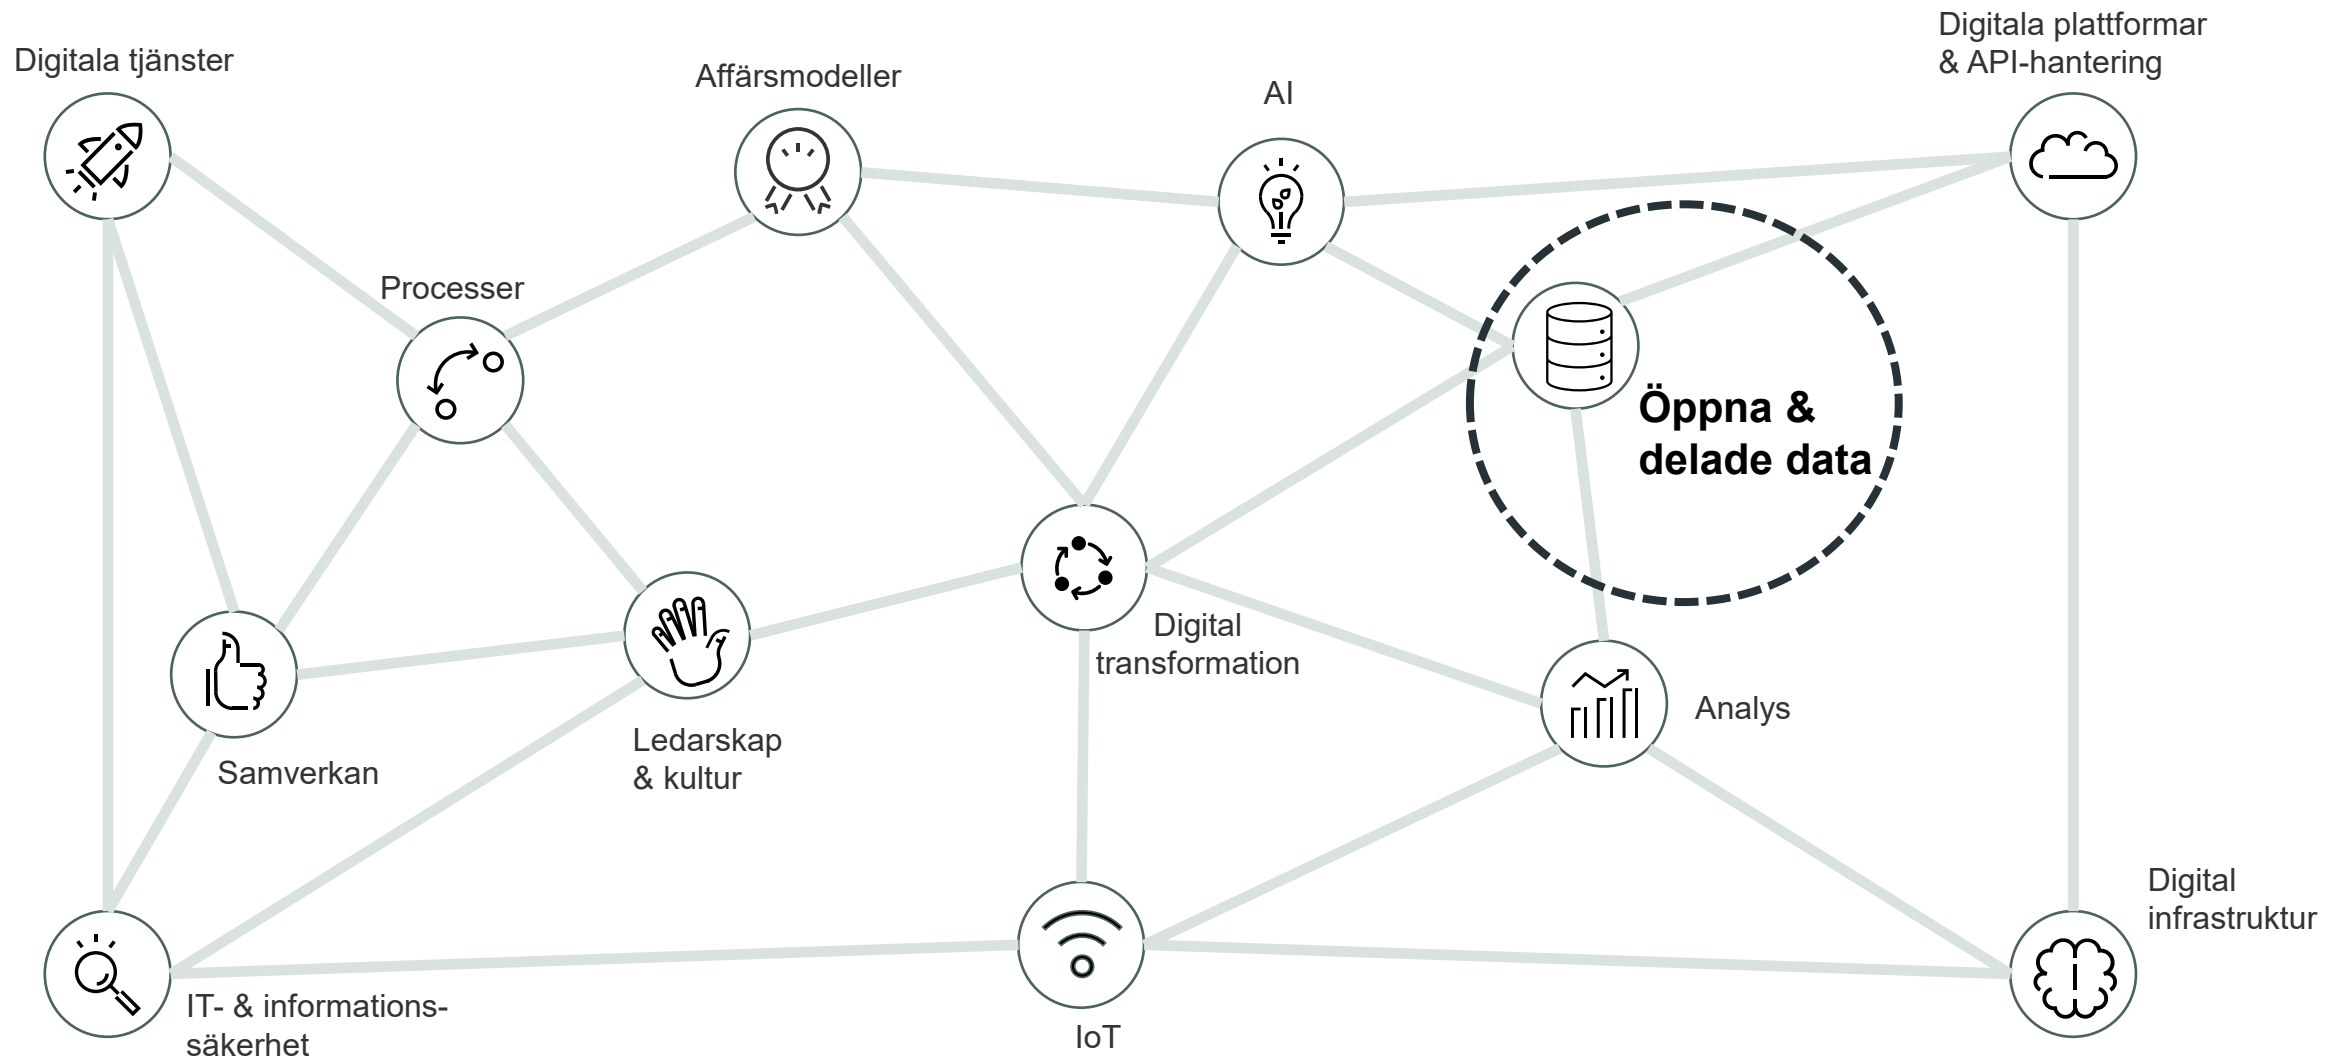 Digitala plattformar
& API-hantering
Digitala tjänster
Affärsmodeller
AI
Processer
Öppna &
delade data
Digital
transformation
Analys
Ledarskap
& kultur
Samverkan
Digital
infrastruktur
IT- & informations-
säkerhet
IoT